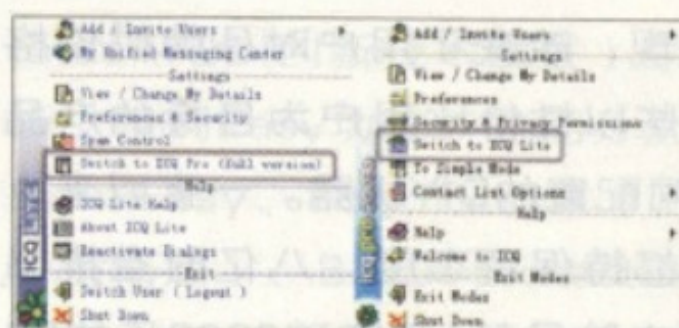 Add / Invite Users
My Unified Messaging Center
Settings
View / Change My Details
Preferences & Security
Spam Control
Switch to ICQ Pro (full version)
Help
ICQ Lite Help
About ICQ Lite
Reactivate Dialogs
Exit
Switch User ( Logout )
Shut Down
ICQ LITE
Add / Invite Users
Settings
View / Change My Details
Preferences
Security & Privacy Permissions
Switch to ICQ Lite
To Simple Mode
Contact List Options
Help
Help
Welcome to ICQ
Exit Modes
Exit Modes
Shut Down
icq pro